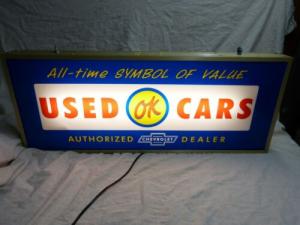 All-time SYMBOL OF VALUE
USED OK CARS
AUTHORIZED CHEVROLET DEALER